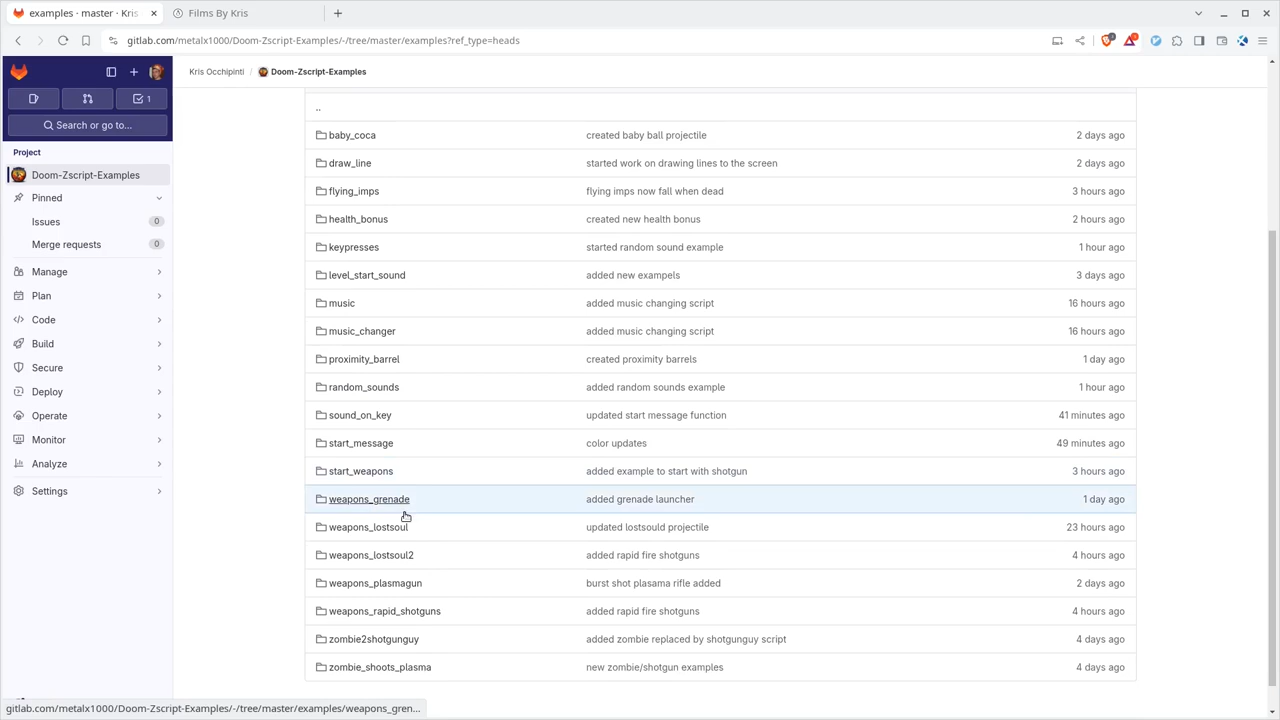 examples · master · Kris
Films By Kris
gitlab.com/metalx1000/Doom-Zscript-Examples/-/tree/master/examples?ref_type=heads
Kris Occhipinti / Doom-Zscript-Examples
1
Search or go to...
Project
Doom-Zscript-Examples
Pinned
Issues 0
Merge requests 0
Manage
Plan
Code
Build
Secure
Deploy
Operate
Monitor
Analyze
Settings
..
baby_coca created baby ball projectile 2 days ago
draw_line started work on drawing lines to the screen 2 days ago
flying_imps flying imps now fall when dead 3 hours ago
health_bonus created new health bonus 2 hours ago
keypresses started random sound example 1 hour ago
level_start_sound added new exampels 3 days ago
music added music changing script 16 hours ago
music_changer added music changing script 16 hours ago
proximity_barrel created proximity barrels 1 day ago
random_sounds added random sounds example 1 hour ago
sound_on_key updated start message function 41 minutes ago
start_message color updates 49 minutes ago
start_weapons added example to start with shotgun 3 hours ago
weapons_grenade added grenade launcher 1 day ago
weapons_lostsoul updated lostsould projectile 23 hours ago
weapons_lostsoul2 added rapid fire shotguns 4 hours ago
weapons_plasmagun burst shot plasama rifle added 2 days ago
weapons_rapid_shotguns added rapid fire shotguns 4 hours ago
zombie2shotgunguy added zombie replaced by shotgunguy script 4 days ago
zombie_shoots_plasma new zombie/shotgun examples 4 days ago
gitlab.com/metalx1000/Doom-Zscript-Examples/-/tree/master/examples/weapons_gren...